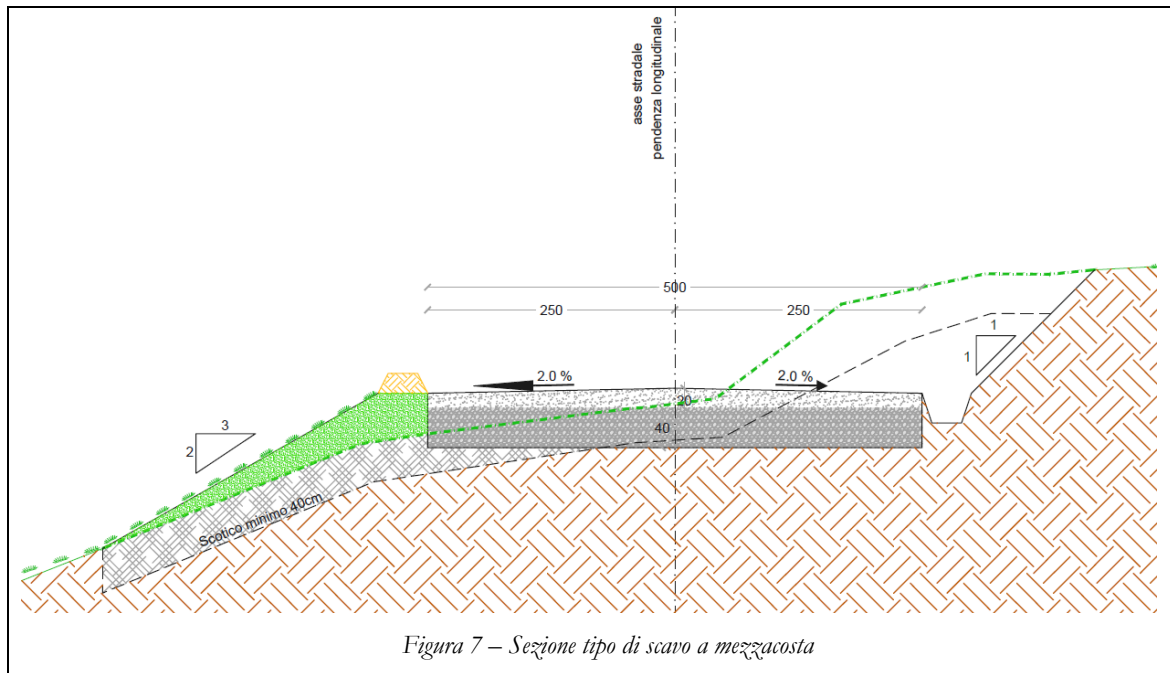 asse stradale
pendenza longitudinale
500
250
250
2.0 %
2.0 %
20
40
3
2
1
1
Scotico minimo 40cm
Figura 7 – Sezione tipo di scavo a mezzacosta